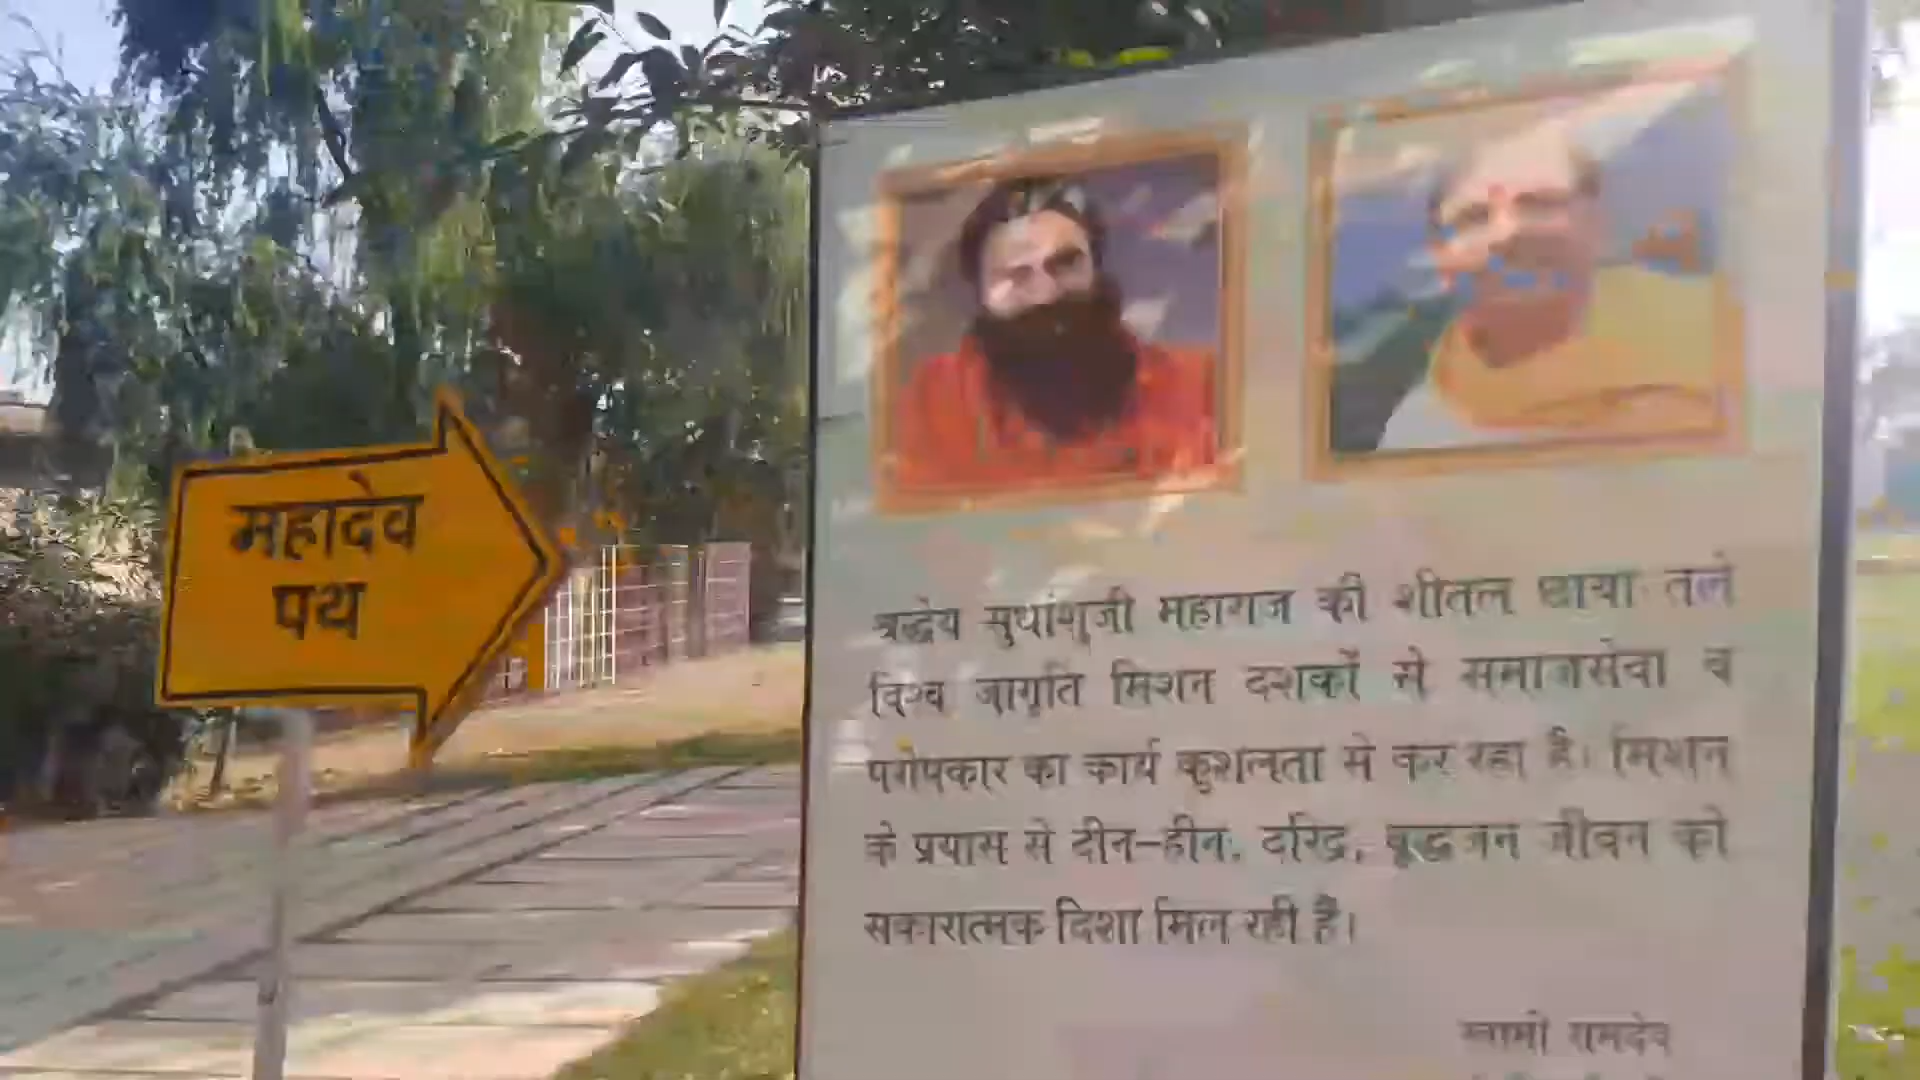 महादेव
पथ
श्रद्धेय सुधांशुजी महाराज की शीतल छाया तले
विश्व जागृति मिशन दशकों से समाजसेवा व
परोपकार का कार्य कुशलता से कर रहा है। मिशन
के प्रयास से दीन-हीन, दरिद्र, वृद्धजन जीवन को
सकारात्मक दिशा मिल रही है।
स्वामी रामदेव